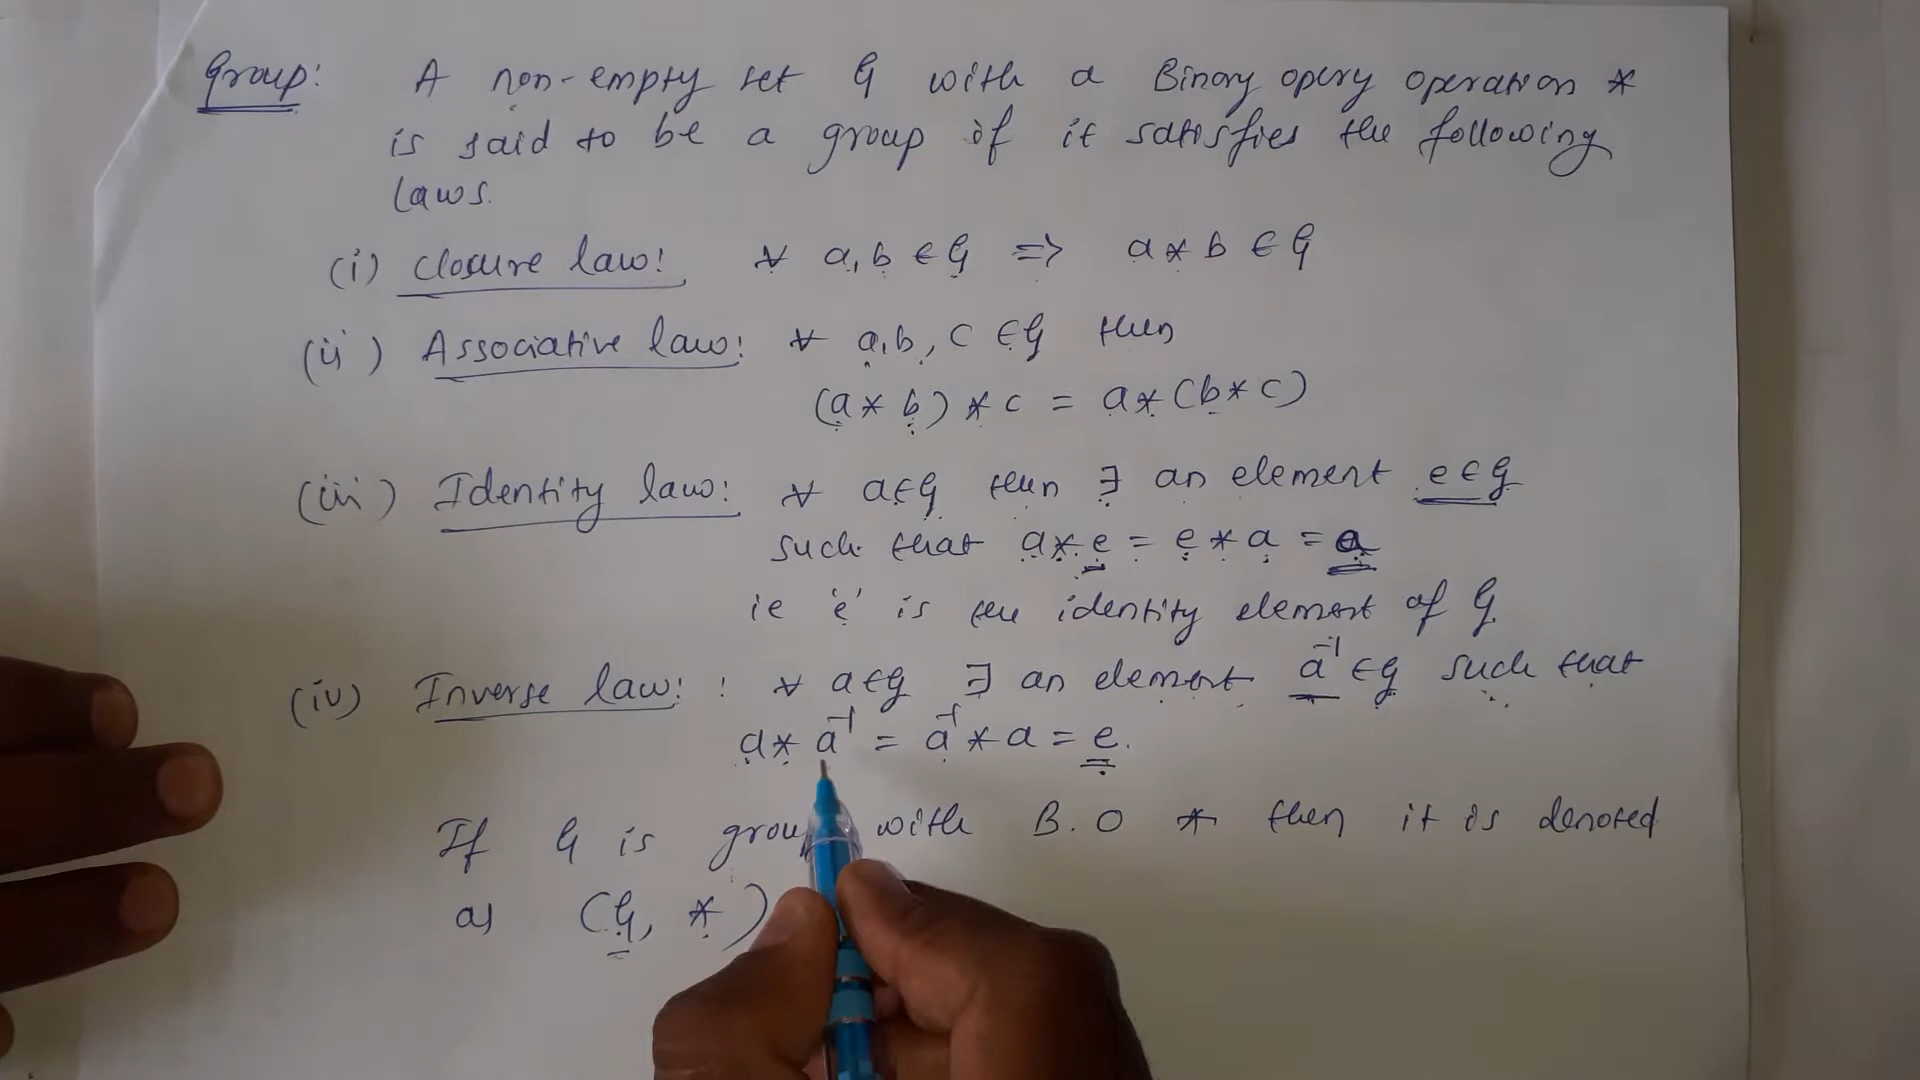 Group: A non-empty set G with a Binary opery operation *
is said to be a group if it satisfies the following
laws.
(i) Closure law: ∀ a, b ∈ G => a * b ∈ G
(ii) Associative law: ∀ a, b, c ∈ G then
(a * b) * c = a * (b * c)
(iii) Identity law: ∀ a ∈ G then ∃ an element e ∈ G
such that a * e = e * a = a
ie 'e' is the identity element of G
(iv) Inverse law: : ∀ a ∈ G ∃ an element a⁻¹ ∈ G such that
a * a⁻¹ = a⁻¹ * a = e.
If G is group with B.O * then it is denoted
as (G, *)